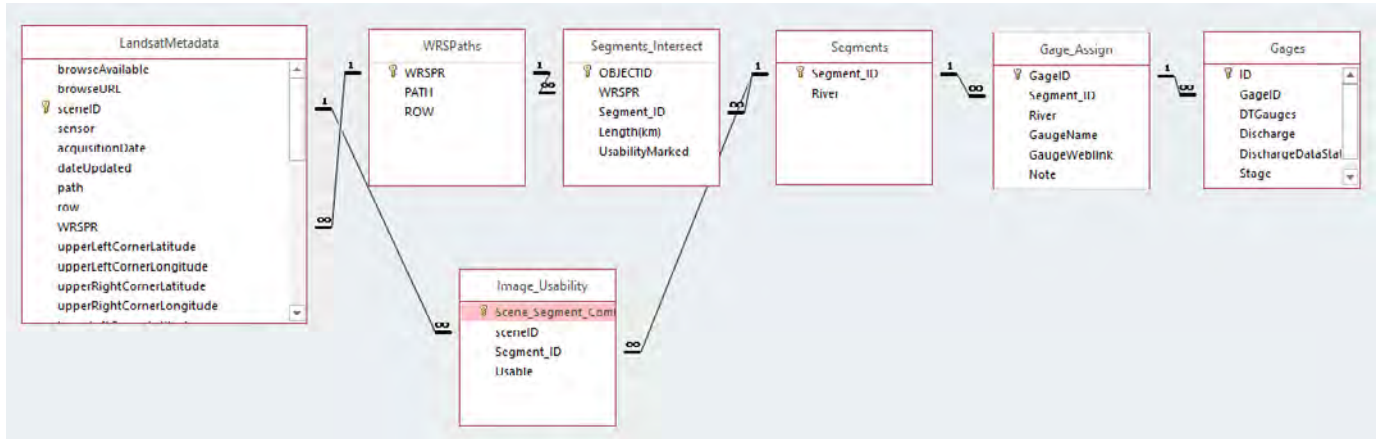 LandsatMetadata
browseAvailable
browseURL
sceneID
sensor
acquisitionDate
dateUpdated
path
row
WRSPR
upperLeftCornerLatitude
upperLeftCornerLongitude
upperRightCornerLatitude
upperRightCornerLongitude
1
∞
1
WRSPaths
WRSPR
PATH
ROW
1
∞
Segments_Intersect
OBJECTID
WRSPR
Segment_ID
Length(km)
UsabilityMarked
1
∞
Segments
Segment_ID
River
1
∞
Gage_Assign
GageID
Segment_ID
River
GaugeName
GaugeWeblink
Note
1
∞
Gages
ID
GageID
DTGauges
Discharge
DischargeDataStat
Stage
Image_Usability
Scene_Segment_Com
sceneID
Segment_ID
Usable
∞
∞